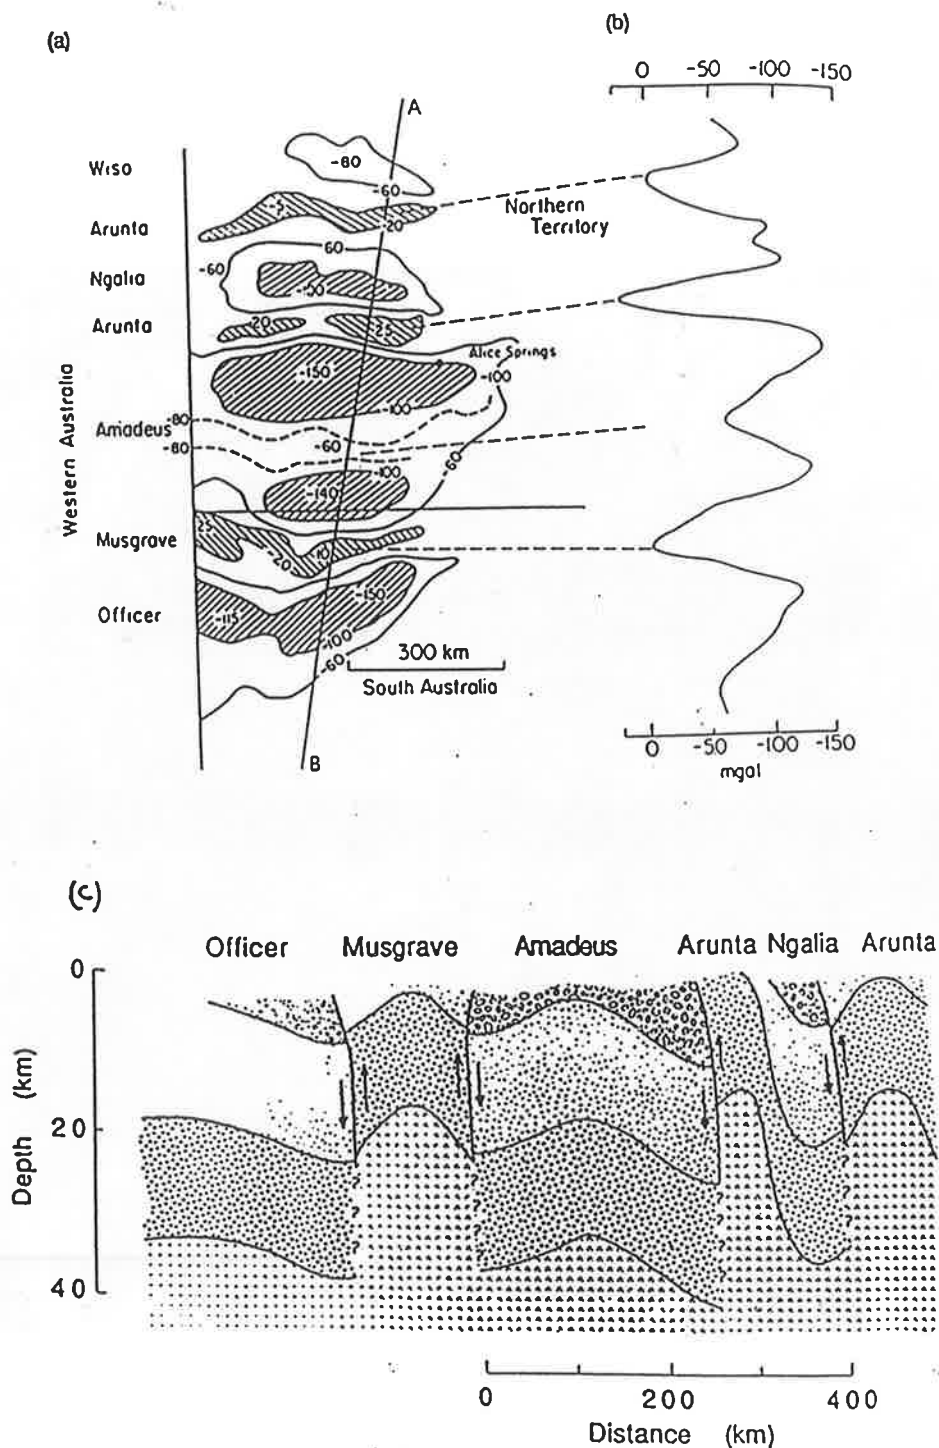 (a)
(b)
0 -50 -100 -150
A
Wiso
-80
-60
Northern
Territory
Arunta
-5
-20
60
-60
Ngalia
-150
Arunta
20
25
Alice Springs
-150
-100
-100
Western Australia
-80
Amadeus
-60
-80
-100
-60
-140
25
Musgrave
20
10
-150
Officer
-115
-100
-60
300 km
South Australia
B
0 -50 -100 -150
mgal
(c)
Officer Musgrave Amadeus Arunta Ngalia Arunta
0
Depth (km)
20
? ? ? ?
? ? ? ?
? ? ? ?
40
0 200 400
Distance (km)